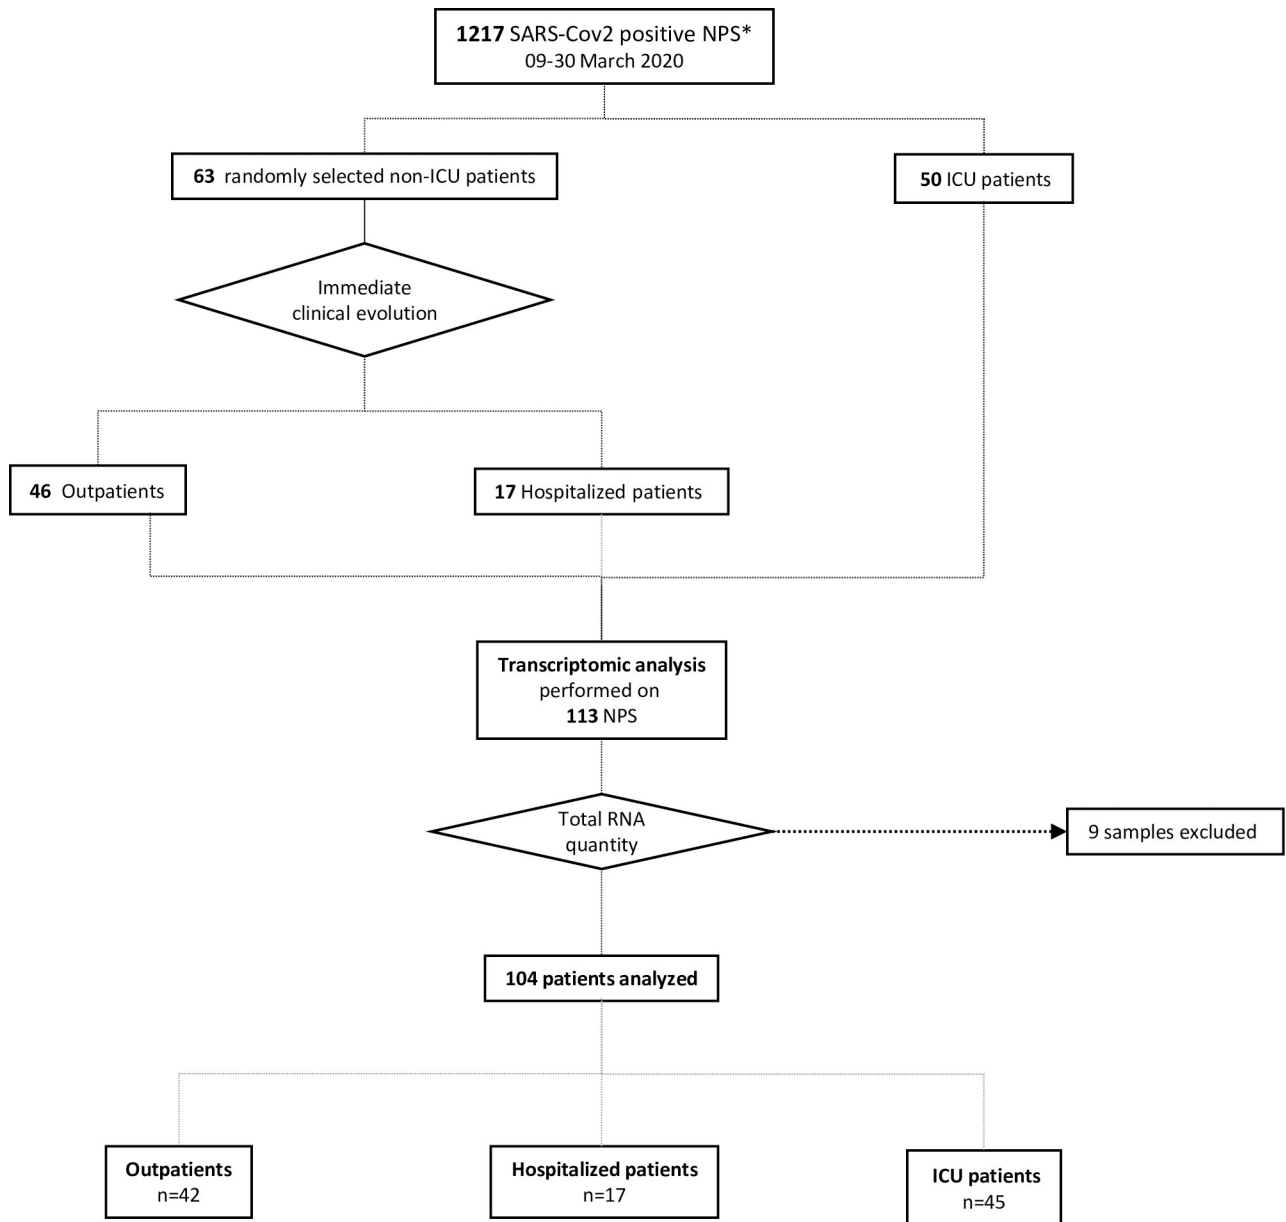 1217 SARS-Cov2 positive NPS*
09-30 March 2020
63 randomly selected non-ICU patients
50 ICU patients
Immediate
clinical evolution
46 Outpatients
17 Hospitalized patients
Transcriptomic analysis
performed on
113 NPS
Total RNA
quantity
9 samples excluded
104 patients analyzed
Outpatients
n=42
Hospitalized patients
n=17
ICU patients
n=45